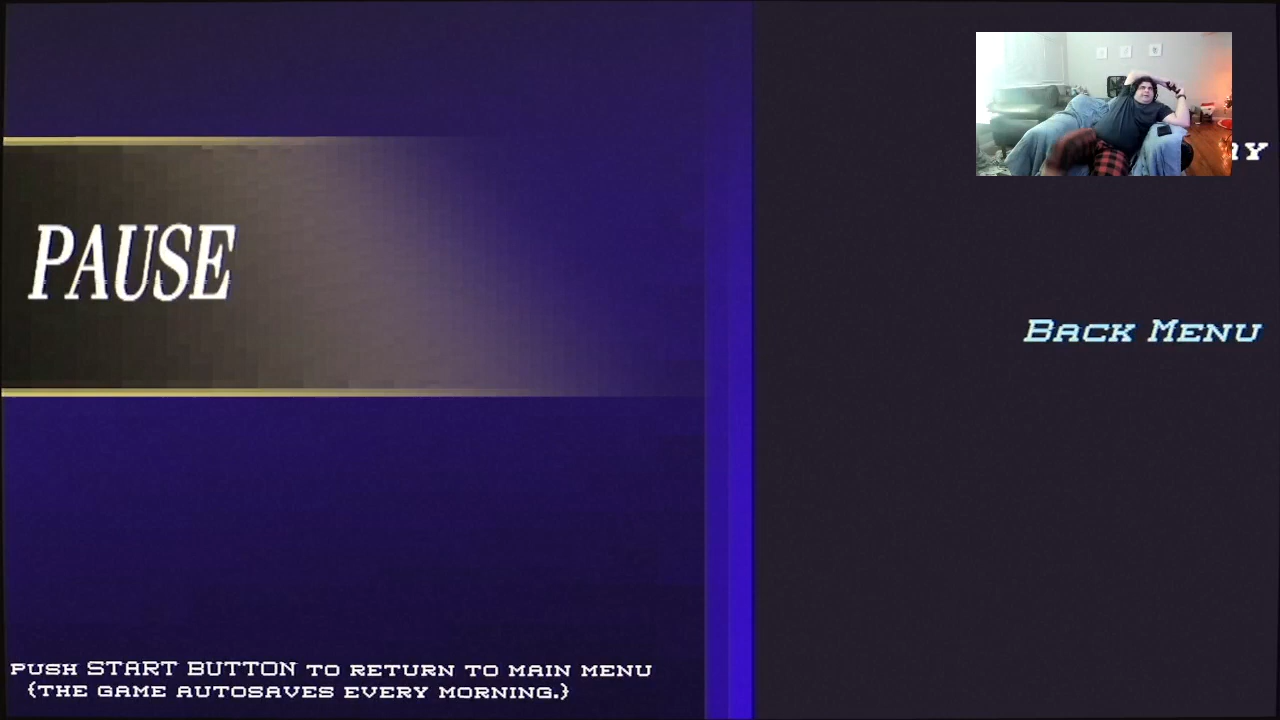 PAUSE
BACK MENU
PUSH START BUTTON TO RETURN TO MAIN MENU
(THE GAME AUTOSAVES EVERY MORNING.)